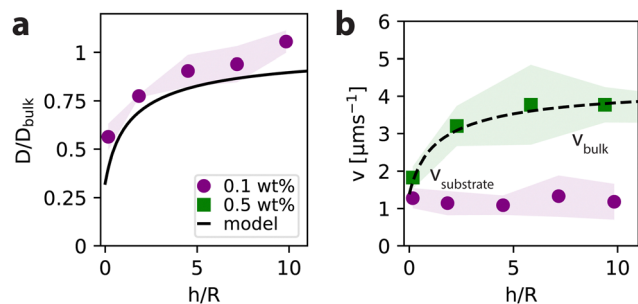 a
D/D_bulk
1
0.75
0.5
0.25
0
0
5
10
h/R
0.1 wt%
0.5 wt%
model
b
v [μms⁻¹]
6
5
4
3
2
1
0
0
5
10
h/R
v_substrate
v_bulk